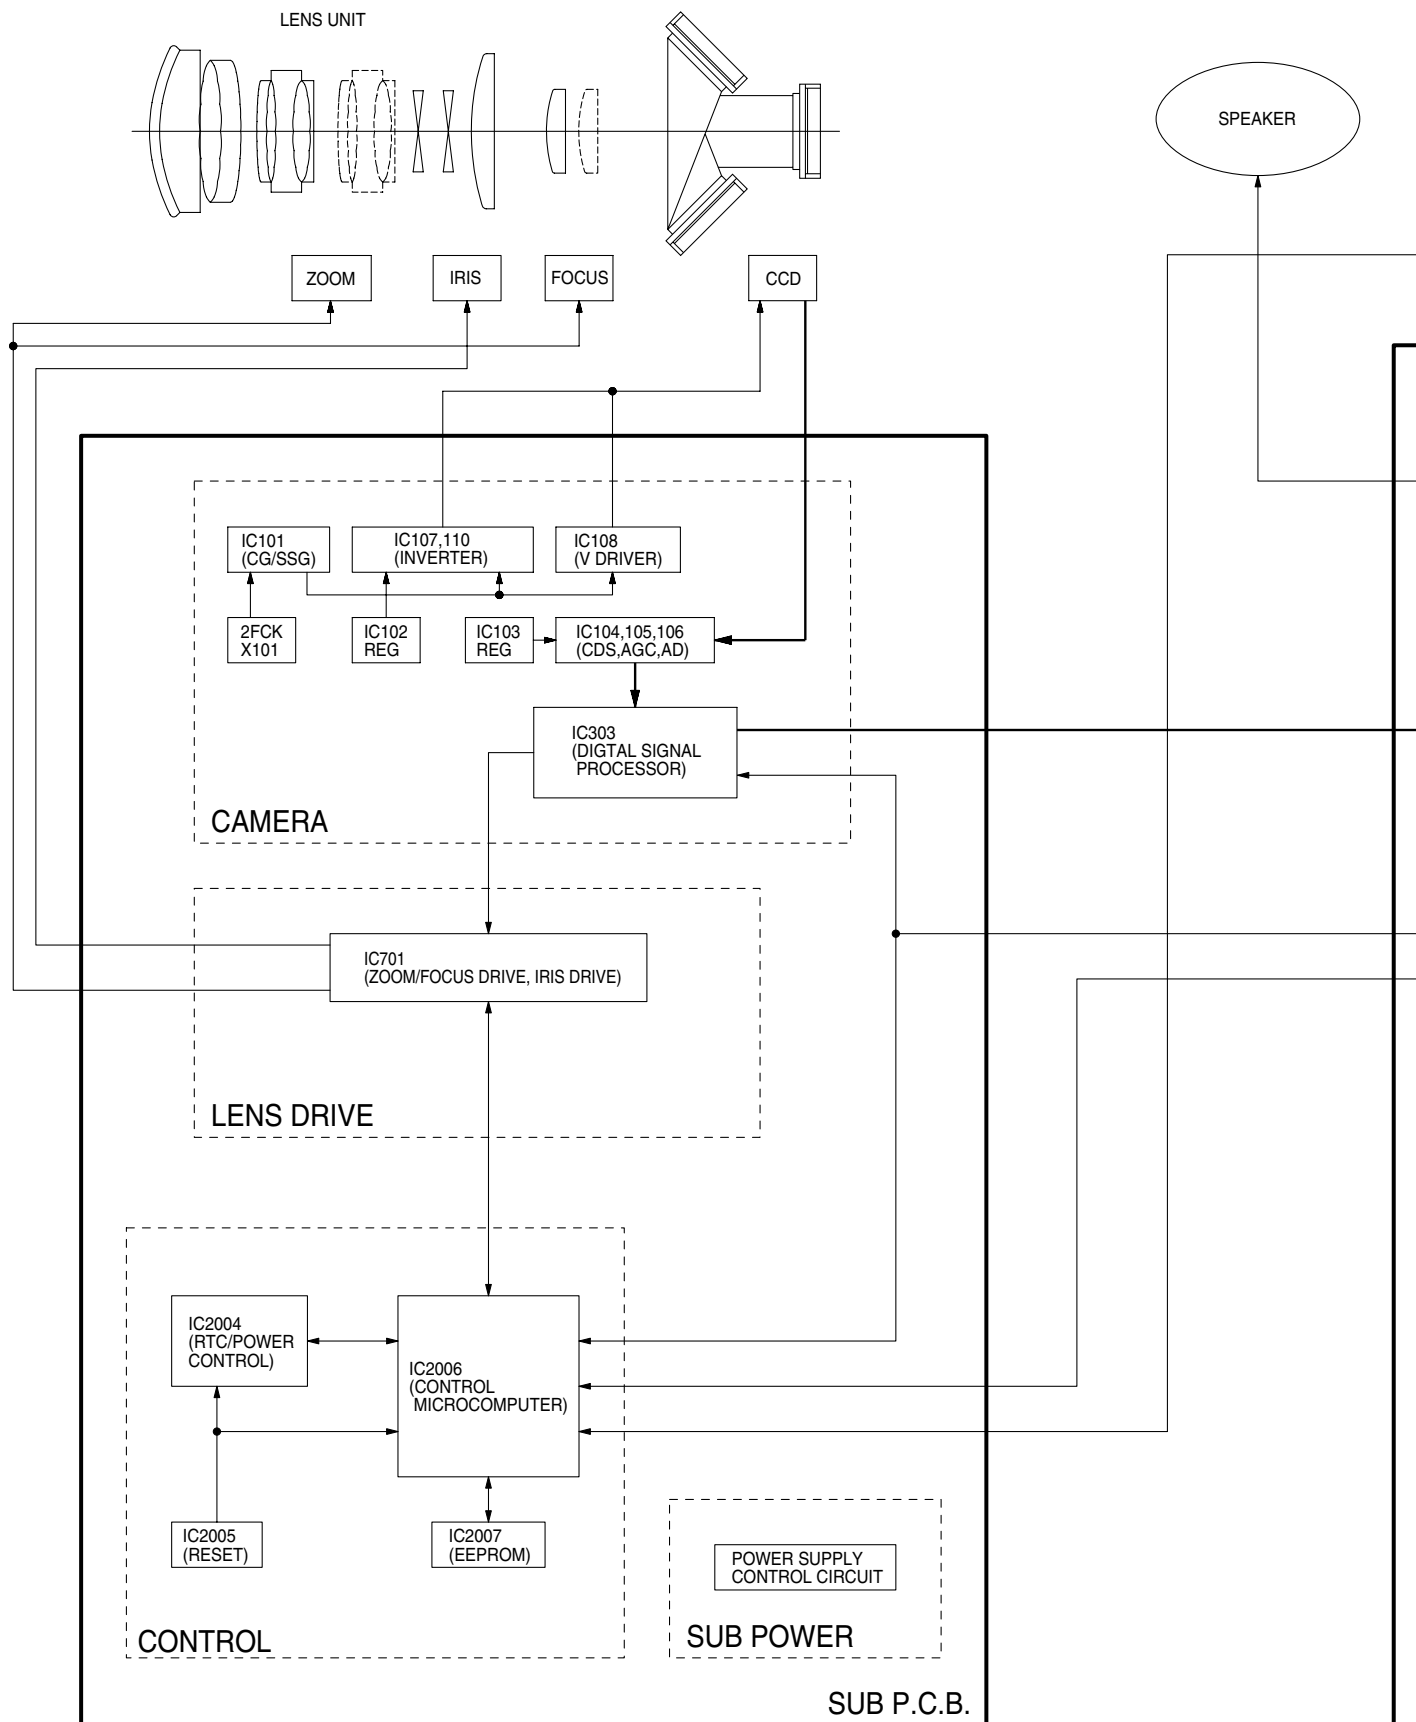 LENS UNIT
SPEAKER
ZOOM
IRIS
FOCUS
CCD
IC101
(CG/SSG)
IC107,110
(INVERTER)
IC108
(V DRIVER)
2FCK
X101
IC102
REG
IC103
REG
IC104,105,106
(CDS,AGC,AD)
IC303
(DIGTAL SIGNAL
PROCESSOR)
CAMERA
IC701
(ZOOM/FOCUS DRIVE, IRIS DRIVE)
LENS DRIVE
IC2004
(RTC/POWER
CONTROL)
IC2006
(CONTROL
MICROCOMPUTER)
IC2005
(RESET)
IC2007
(EEPROM)
POWER SUPPLY
CONTROL CIRCUIT
CONTROL
SUB POWER
SUB P.C.B.